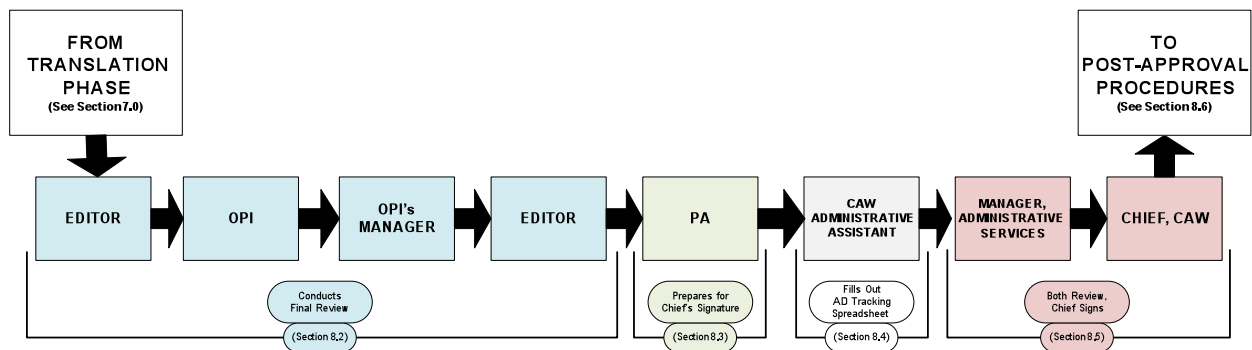 FROM
TRANSLATION
PHASE
(See Section 7.0)
TO
POST-APPROVAL
PROCEDURES
(See Section 8.6)
EDITOR
OPI
OPI's
MANAGER
EDITOR
PA
CAW
ADMINISTRATIVE
ASSISTANT
MANAGER,
ADMINISTRATIVE
SERVICES
CHIEF, CAW
Conducts
Final Review
(Section 8.2)
Prepares for
Chief's Signature
(Section 8.3)
Fills Out
AD Tracking
Spreadsheet
(Section 8.4)
Both Review,
Chief Signs
(Section 8.5)